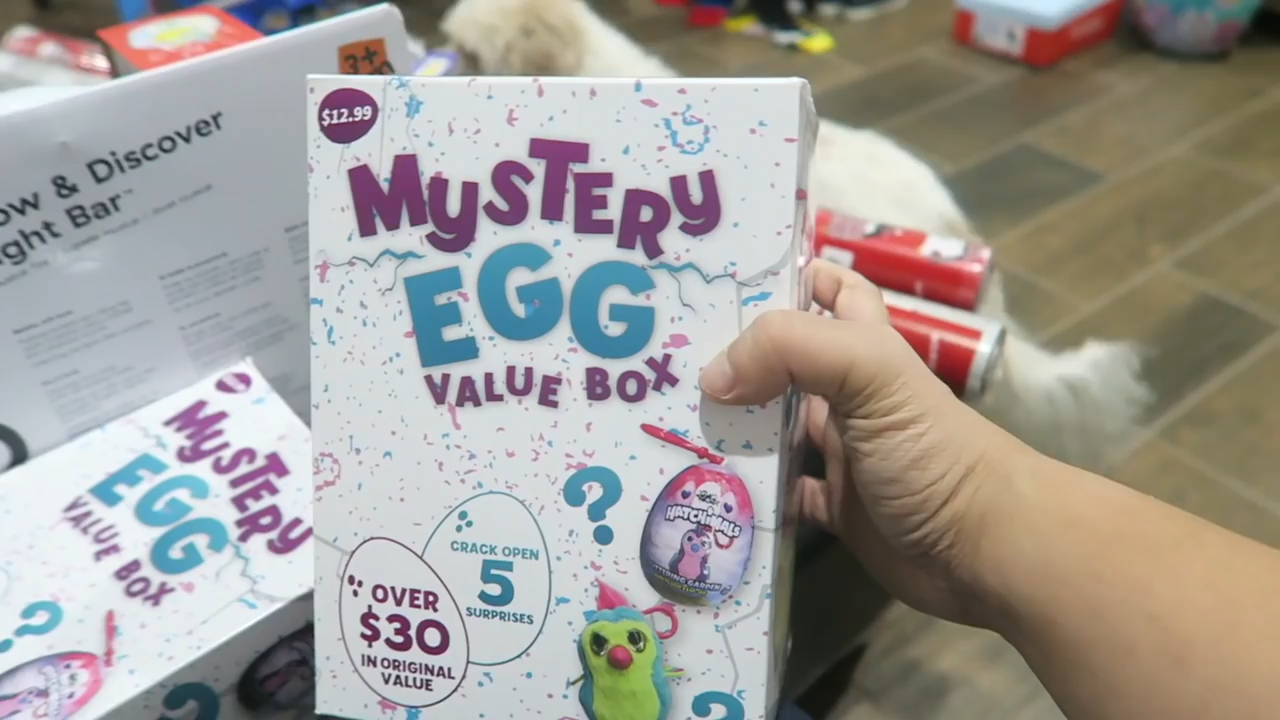 3+
ow & Discover
ght Bar™
$12.99
MYSTERY
EGG
VALUE BOX
?
HATCHIMALS
CRACK OPEN
5
SURPRISES
OVER
$30
IN ORIGINAL
VALUE
?
MYSTERY
EGG
VALUE BOX
?
?